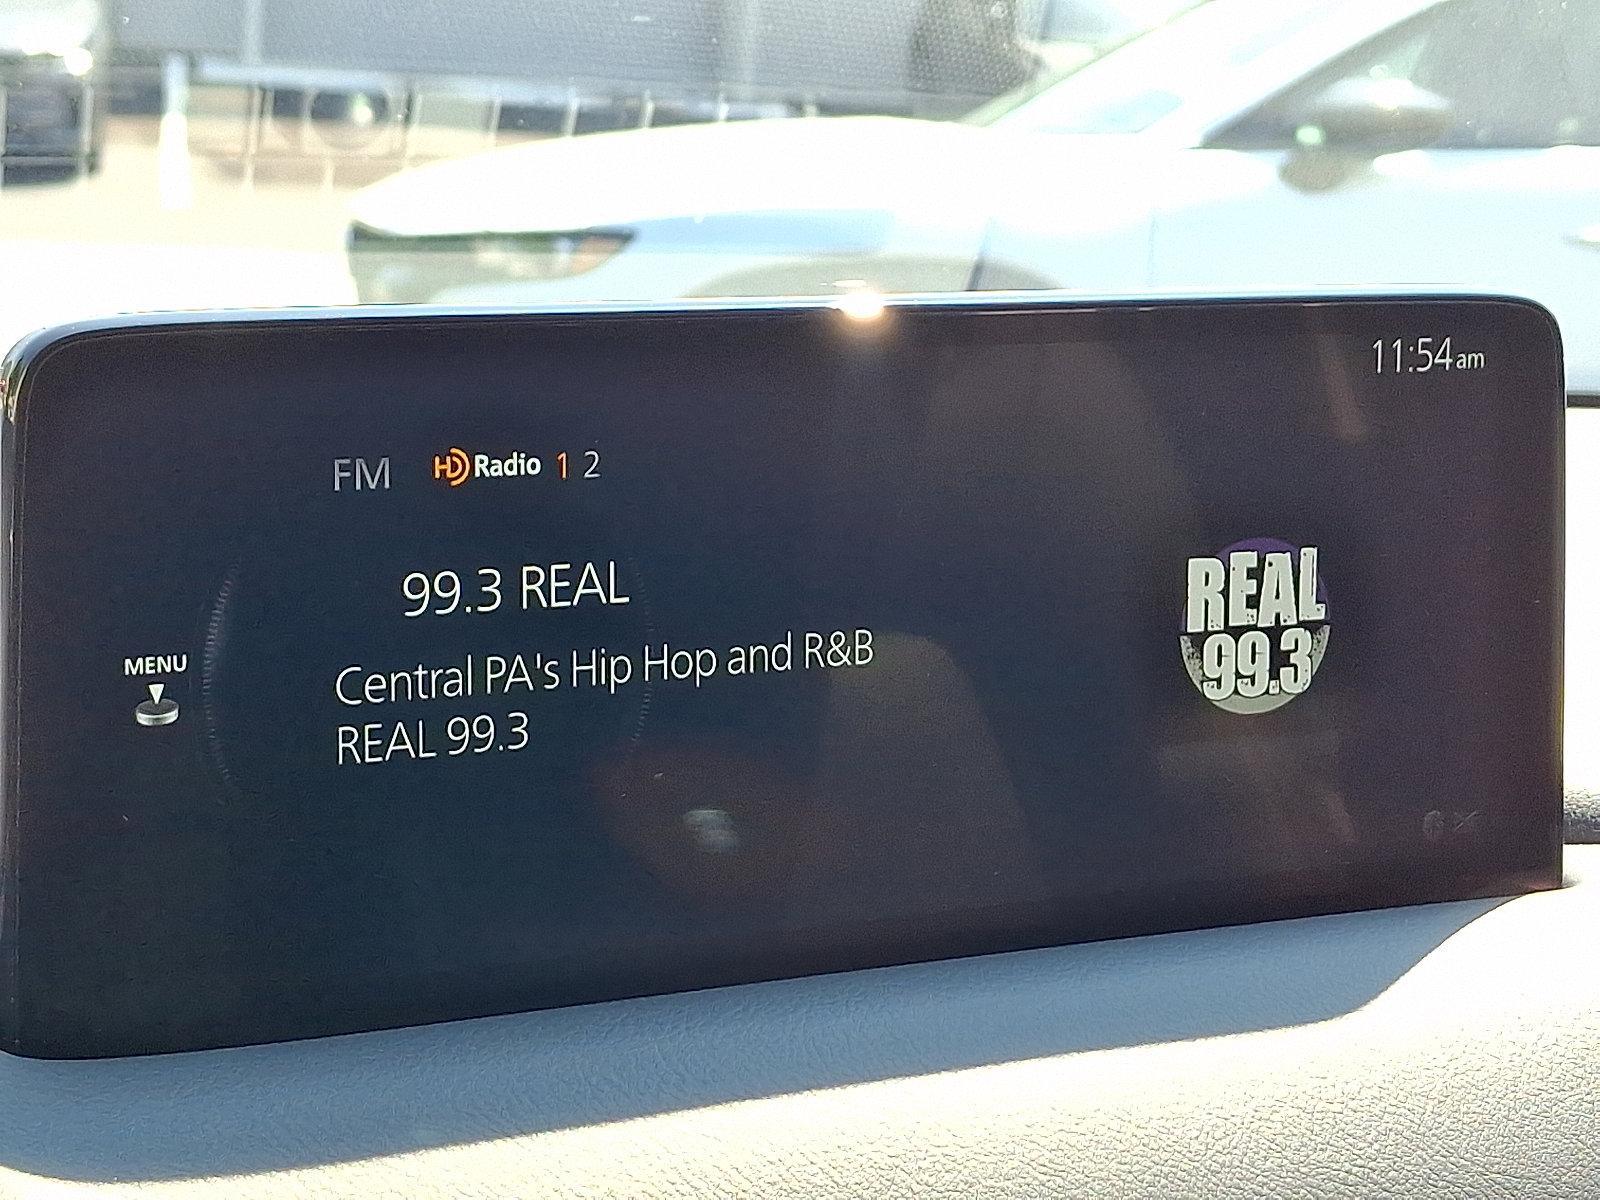 11:54am
FM HD Radio 1 2
99.3 REAL
Central PA's Hip Hop and R&B
REAL 99.3
MENU
REAL
99.3